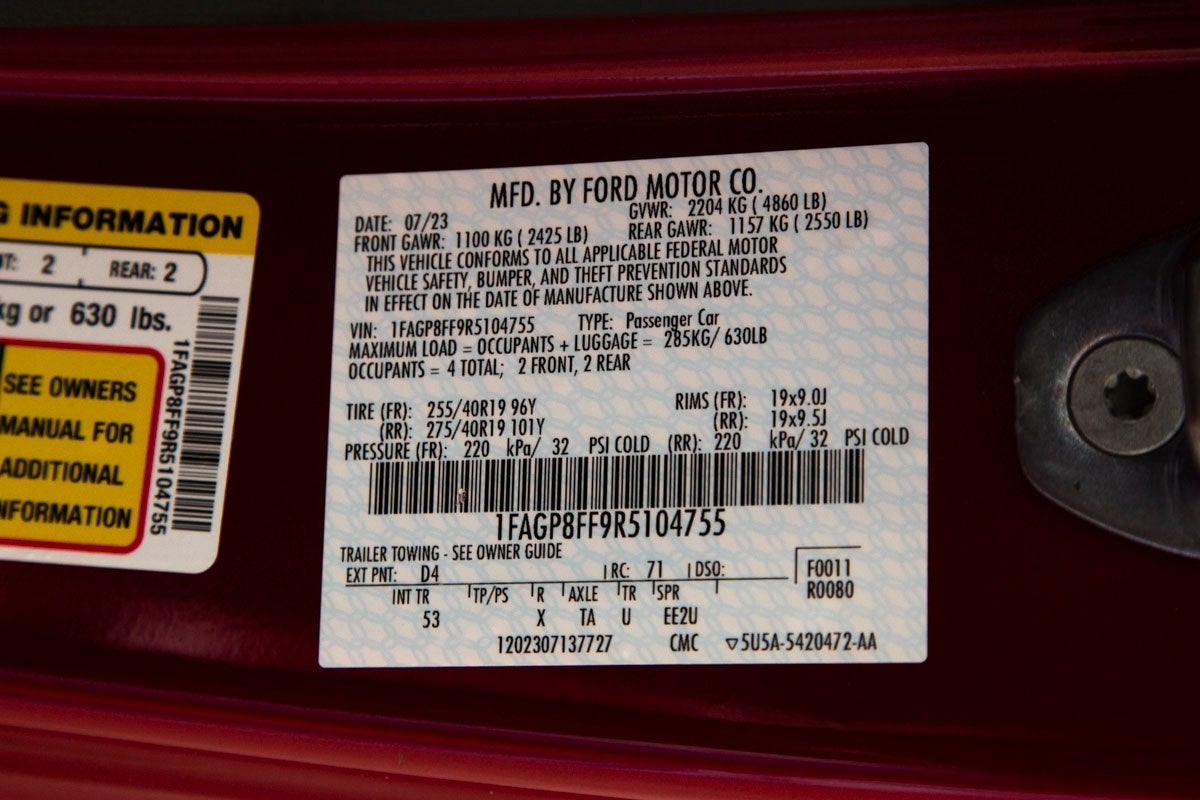 G INFORMATION
NT: 2 REAR: 2
kg or 630 lbs.
SEE OWNERS
MANUAL FOR
ADDITIONAL
INFORMATION
1FAGP8FF9R5104755
MFD. BY FORD MOTOR CO.
DATE: 07/23 GVWR: 2204 KG ( 4860 LB)
FRONT GAWR: 1100 KG ( 2425 LB) REAR GAWR: 1157 KG ( 2550 LB)
THIS VEHICLE CONFORMS TO ALL APPLICABLE FEDERAL MOTOR
VEHICLE SAFETY, BUMPER, AND THEFT PREVENTION STANDARDS
IN EFFECT ON THE DATE OF MANUFACTURE SHOWN ABOVE.
VIN: 1FAGP8FF9R5104755 TYPE: Passenger Car
MAXIMUM LOAD = OCCUPANTS + LUGGAGE = 285KG/ 630LB
OCCUPANTS = 4 TOTAL; 2 FRONT, 2 REAR
TIRE (FR): 255/40R19 96Y RIMS (FR): 19x9.0J
(RR): 275/40R19 101Y (RR): 19x9.5J
PRESSURE (FR): 220 kPa/ 32 PSI COLD (RR): 220 kPa/ 32 PSI COLD
1FAGP8FF9R5104755
TRAILER TOWING - SEE OWNER GUIDE
EXT PNT: D4 RC: 71 DSO: F0011
INT TR TP/PS R AXLE TR SPR R0080
53 X TA U EE2U
1202307137727 CMC ▽5U5A-5420472-AA